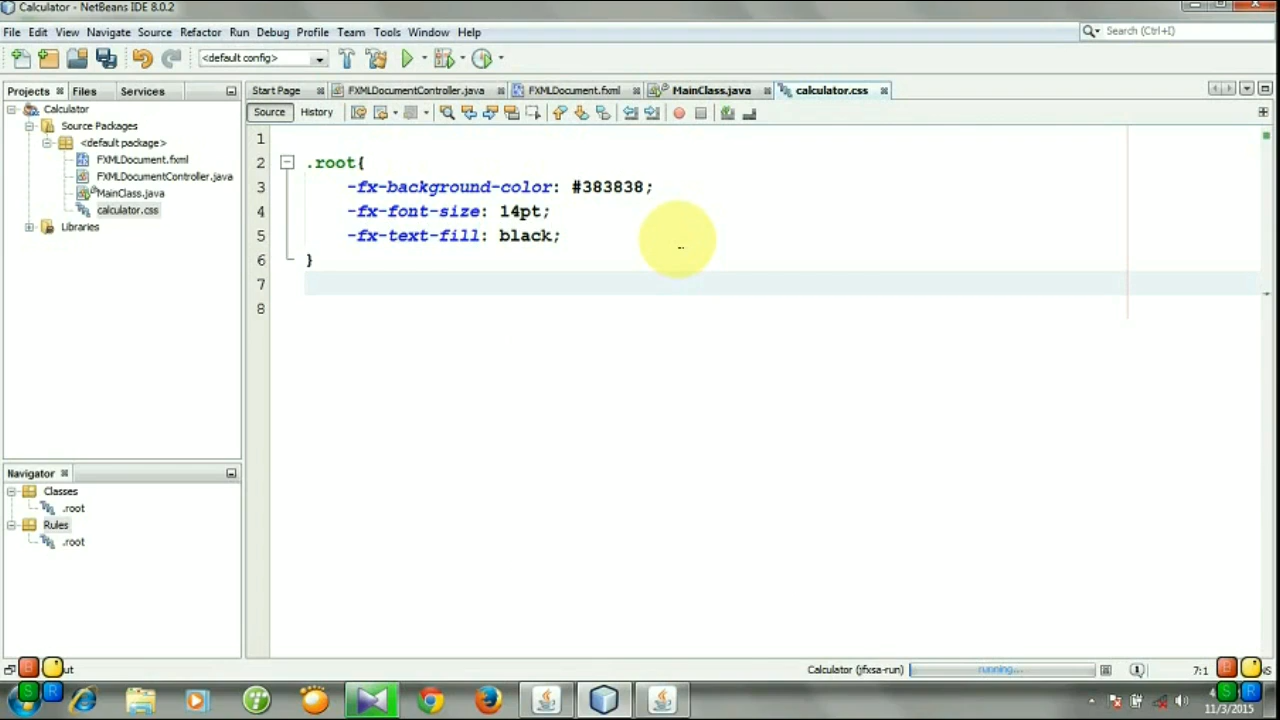 Calculator - NetBeans IDE 8.0.2
File Edit View Navigate Source Refactor Run Debug Profile Team Tools Window Help
Search (Ctrl+I)
<default config>
Projects Files Services
Start Page FXMLDocumentController.java FXMLDocument.fxml MainClass.java calculator.css
Source History
Calculator
Source Packages
<default package>
FXMLDocument.fxml
FXMLDocumentController.java
MainClass.java
calculator.css
Libraries
1
2 .root{
3 -fx-background-color: #383838;
4 -fx-font-size: 14pt;
5 -fx-text-fill: black;
6 }
7
8
Navigator
Classes
.root
Rules
.root
Calculator (jfxsa-run) running... 7:1
B B
S R S R
11/3/2015